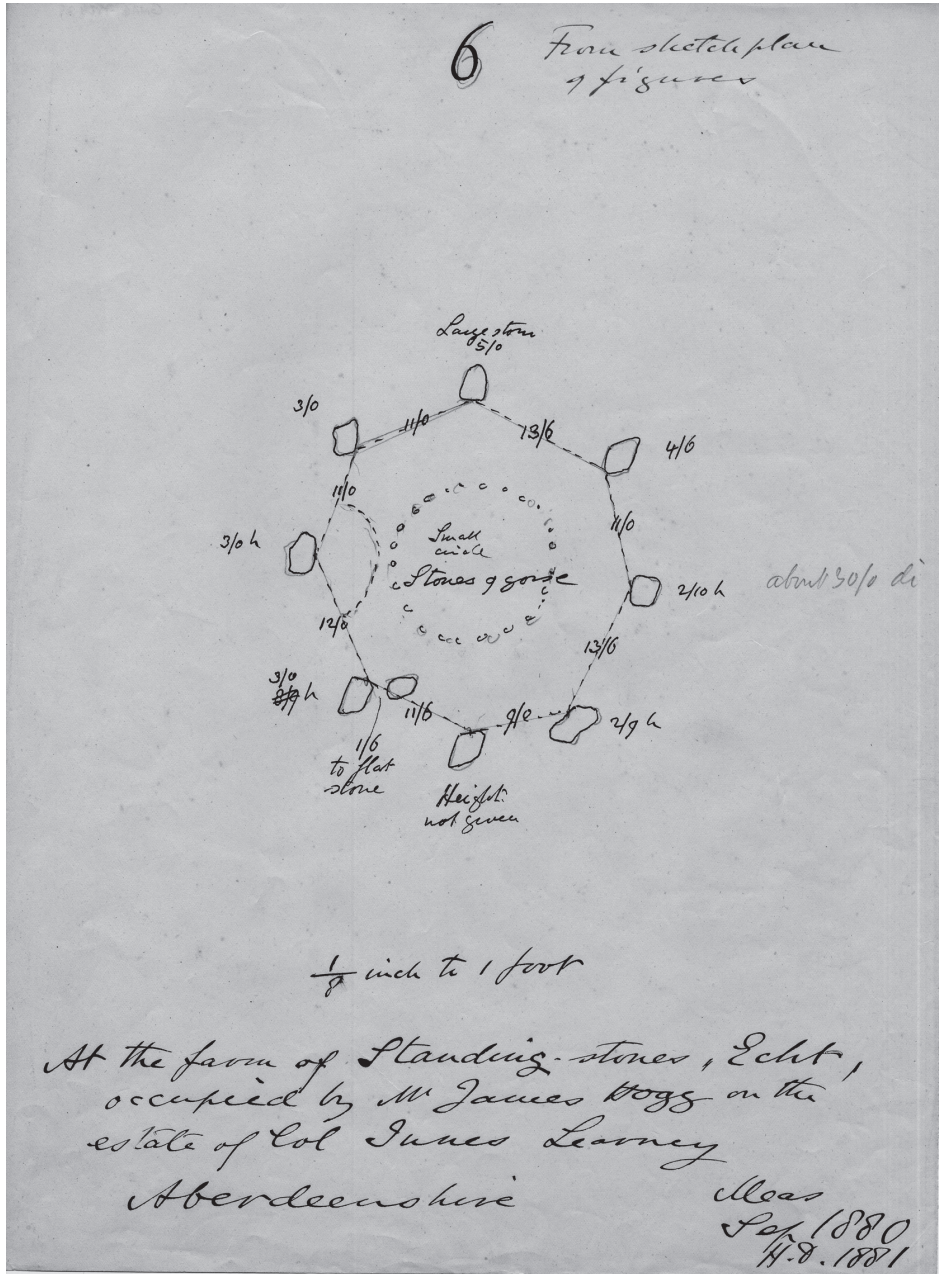 6
From sketch plan
& figures
Large stone
5/0
3/0
11/0
13/6
4/6
11/0
11/0
3/0 h
Small
circle
Stones & gorse
2/10 h
about 30/0 di
12/0
13/6
3/0
h
11/6
9/0
2/9 h
1/6
to flat
stone
Height
not given
1/8 inch to 1 foot
At the farm of Standing-stones, Echt,
occupied by Mr James Hogg on the
estate of Col Innes Learney
Aberdeenshire
Meas
Sep 1880
H.D. 1881